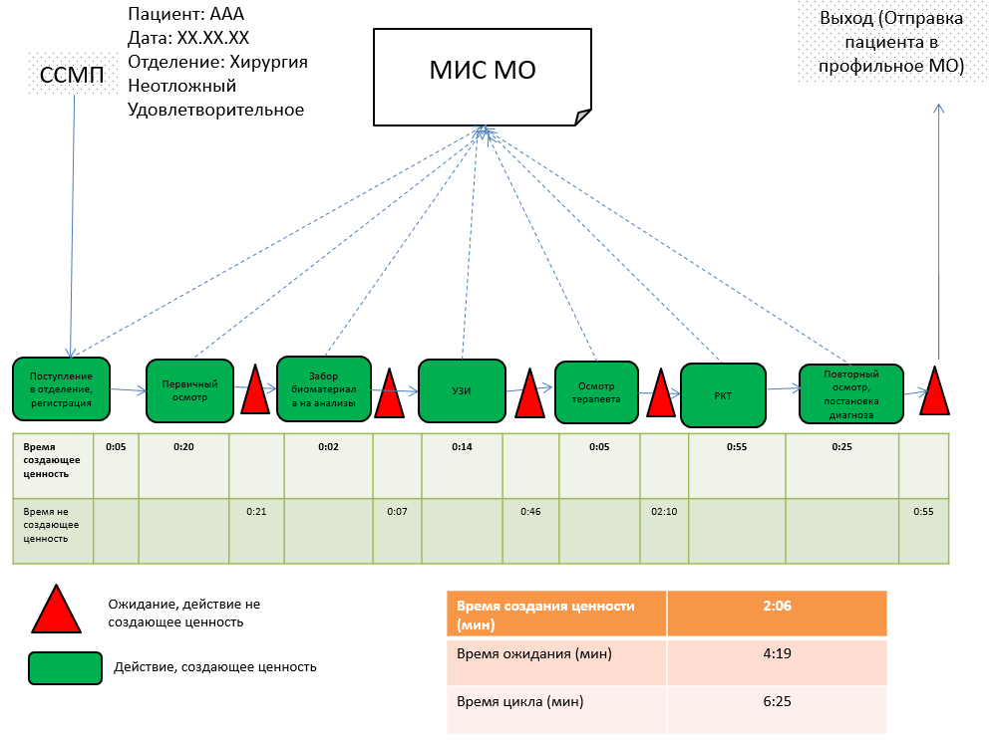 Пациент: ААА
Дата: ХХ.ХХ.ХХ
Отделение: Хирургия
Неотложный
Удовлетворительное
ССМП
МИС МО
Выход (Отправка
пациента в
профильное МО)
Поступление
в отделение,
регистрация
Первичный
осмотр
Забор
биоматериал
а на анализы
УЗИ
Осмотр
терапевта
РКТ
Повторный
осмотр,
постановка
диагноза
Время
создающее
ценность
0:05
0:20
0:02
0:14
0:05
0:55
0:25
Время не
создающее
ценность
0:21
0:07
0:46
02:10
0:55
Ожидание, действие не
создающее ценность
Действие, создающее ценность
Время создания ценности
(мин)
2:06
Время ожидания (мин)
4:19
Время цикла (мин)
6:25